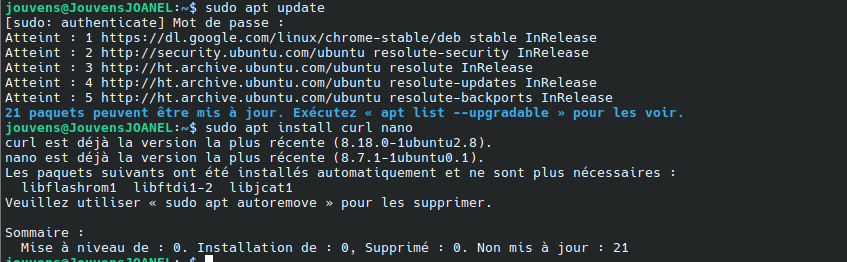 jouvens@JouvensJOANEL:~$ sudo apt update
[sudo: authenticate] Mot de passe :
Atteint : 1 https://dl.google.com/linux/chrome-stable/deb stable InRelease
Atteint : 2 http://security.ubuntu.com/ubuntu resolute-security InRelease
Atteint : 3 http://ht.archive.ubuntu.com/ubuntu resolute InRelease
Atteint : 4 http://ht.archive.ubuntu.com/ubuntu resolute-updates InRelease
Atteint : 5 http://ht.archive.ubuntu.com/ubuntu resolute-backports InRelease
21 paquets peuvent être mis à jour. Exécutez « apt list --upgradable » pour les voir.
jouvens@JouvensJOANEL:~$ sudo apt install curl nano
curl est déjà la version la plus récente (8.18.0-1ubuntu2.8).
nano est déjà la version la plus récente (8.7.1-1ubuntu0.1).
Les paquets suivants ont été installés automatiquement et ne sont plus nécessaires :
  libflashrom1  libftdi1-2  libjcat1
Veuillez utiliser « sudo apt autoremove » pour les supprimer.

Sommaire :
  Mise à niveau de : 0. Installation de : 0, Supprimé : 0. Non mis à jour : 21
jouvens@JouvensJOANEL:~$